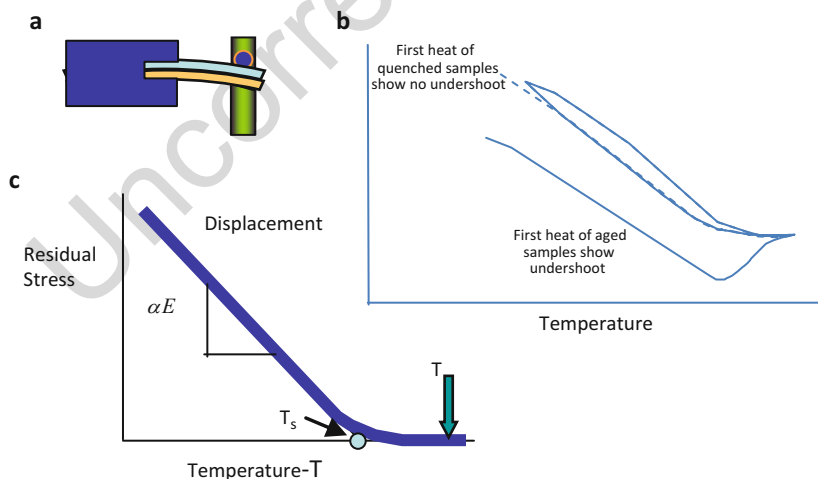 a
b
First heat of
quenched samples
show no undershoot
First heat of aged
samples show
undershoot
Temperature
c
Displacement
Residual
Stress
αE
T
Tₛ
Temperature-T
Uncorre